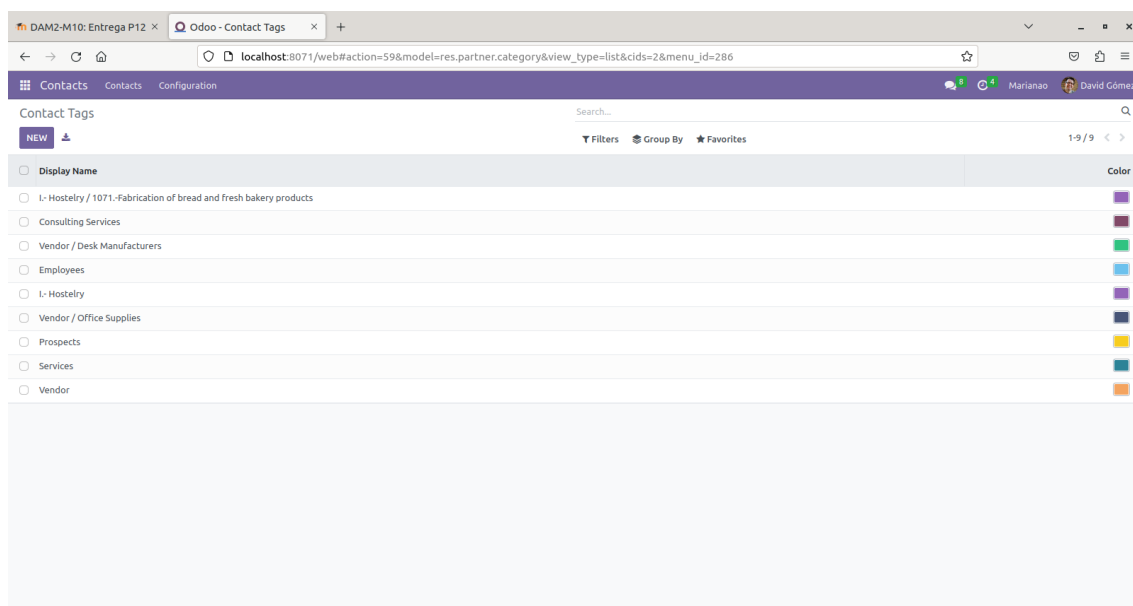 DAM2-M10: Entrega P12
Odoo - Contact Tags
localhost:8071/web#action=59&model=res.partner.category&view_type=list&cids=2&menu_id=286
Contacts Contacts Configuration 8 4 Marianao David Gómez
Contact Tags Search...
NEW Filters Group By Favorites 1-9 / 9
Display Name Color
I.- Hostelry / 1071.-Fabrication of bread and fresh bakery products
Consulting Services
Vendor / Desk Manufacturers
Employees
I.- Hostelry
Vendor / Office Supplies
Prospects
Services
Vendor